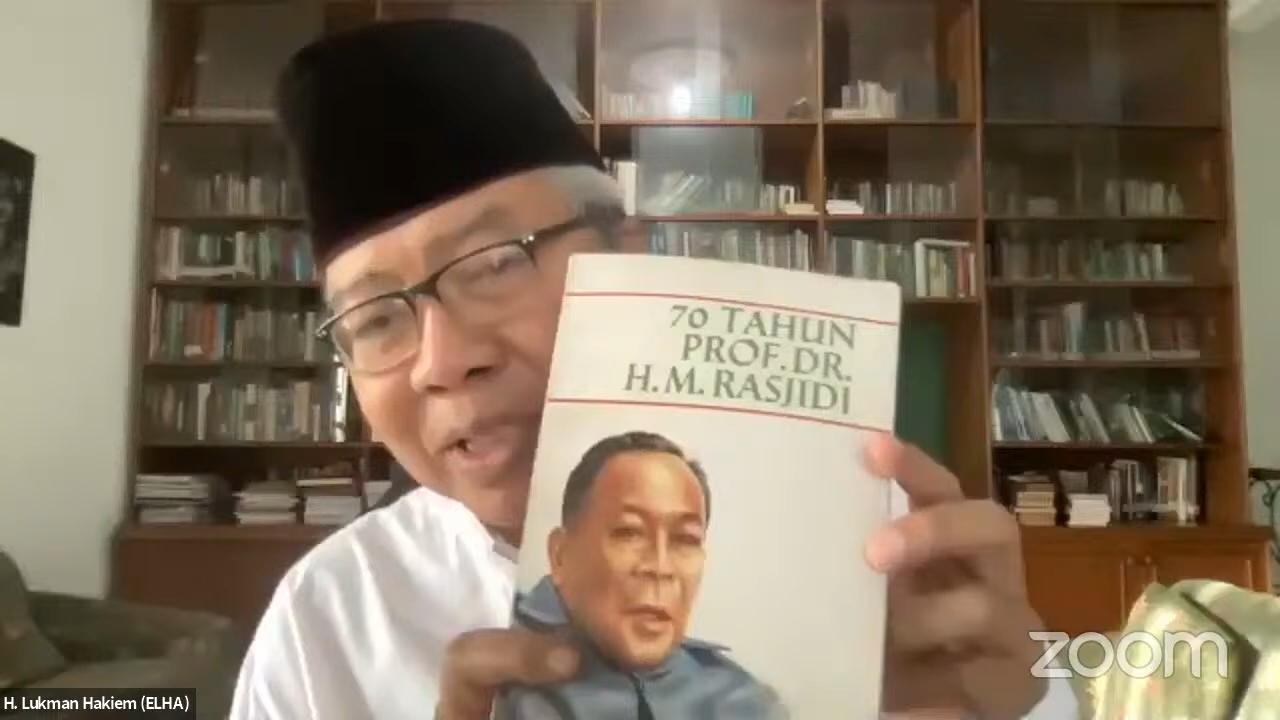 70 TAHUN
PROF. DR.
H. M. RASJIDI
zoom
H. Lukman Hakiem (ELHA)